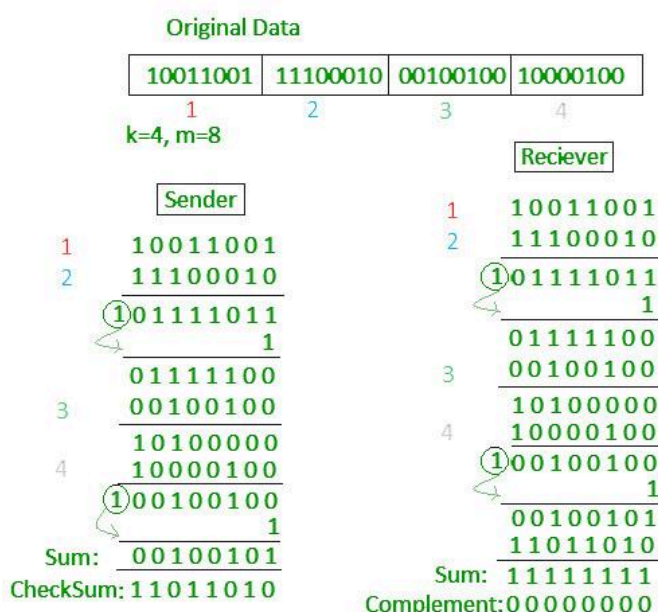 Original Data
10011001 11100010 00100100 10000100
1 2 3 4
k=4, m=8
Sender
1 10011001
2 11100010
1 01111011
1
01111100
3 00100100
10100000
4 10000100
1 00100100
1
Sum: 00100101
CheckSum: 11011010
Reciever
1 10011001
2 11100010
1 01111011
1
01111100
3 00100100
10100000
4 10000100
1 00100100
1
00100101
11011010
Sum: 11111111
Complement: 00000000